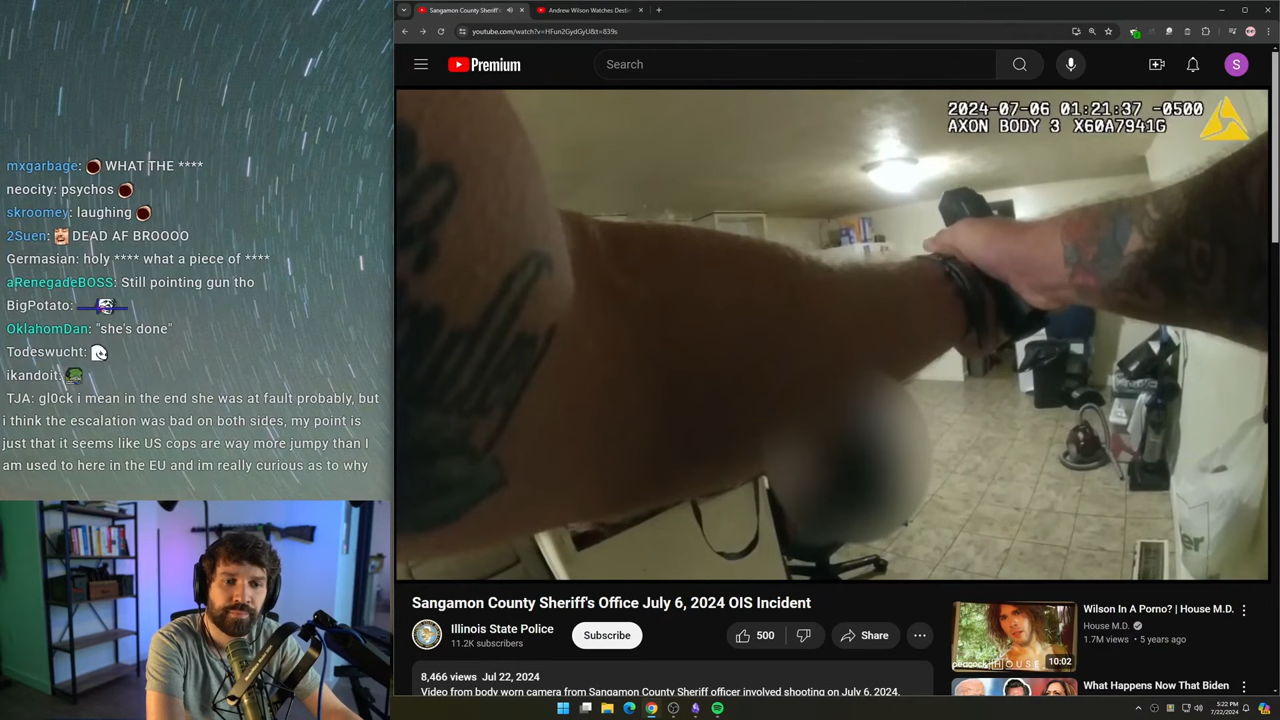 Sangamon County Sheriff's
Andrew Wilson Watches Desti
youtube.com/watch?v=HFun2GydGyU&t=839s
Premium
Search
S
2024-07-06 01:21:37 -0500
AXON BODY 3 X60A7941G
mxgarbage: WHAT THE ****
neocity: psychos
skroomey: laughing
2Suen: DEAD AF BROOOO
Germasian: holy **** what a piece of ****
aRenegadeBOSS: Still pointing gun tho
BigPotato:
OklahomDan: "she's done"
Todeswucht:
ikandoit:
TJA: gl0ck i mean in the end she was at fault probably, but
i think the escalation was bad on both sides, my point is
just that it seems like US cops are way more jumpy than I
am used to here in the EU and im really curious as to why
Sangamon County Sheriff's Office July 6, 2024 OIS Incident
Illinois State Police
11.2K subscribers
Subscribe
500
Share
8,466 views Jul 22, 2024
Video from body worn camera from Sangamon County Sheriff officer involved shooting on July 6, 2024,
Wilson In A Porno? | House M.D.
House M.D.
1.7M views • 5 years ago
peacock HOUSE
10:02
What Happens Now That Biden
5:22 PM
7/22/2024